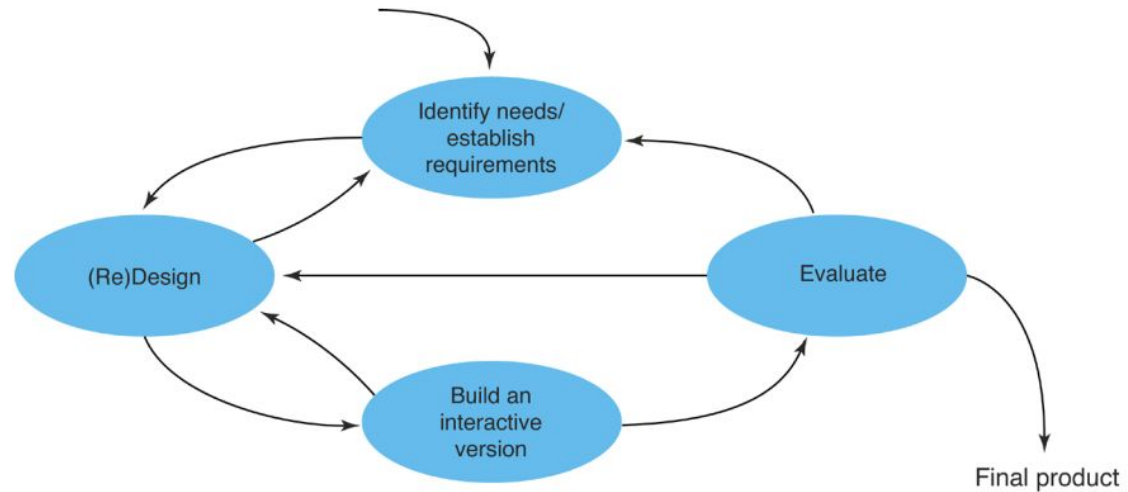 Identify needs/
establish
requirements
(Re)Design
Evaluate
Build an
interactive
version
Final product